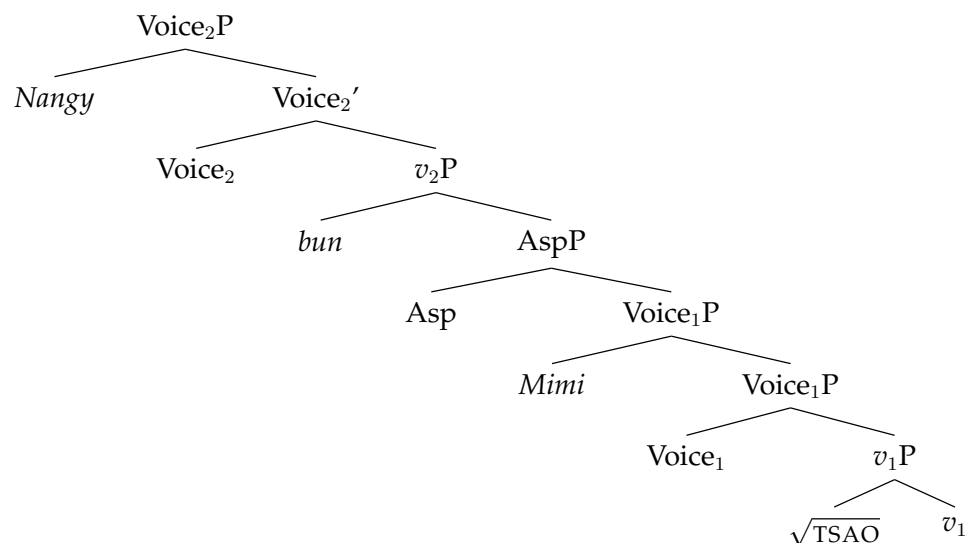 Voice₂P
Nangy Voice₂'
Voice₂ v₂P
bun AspP
Asp Voice₁P
Mimi Voice₁P
Voice₁ v₁P
√TSAO v₁